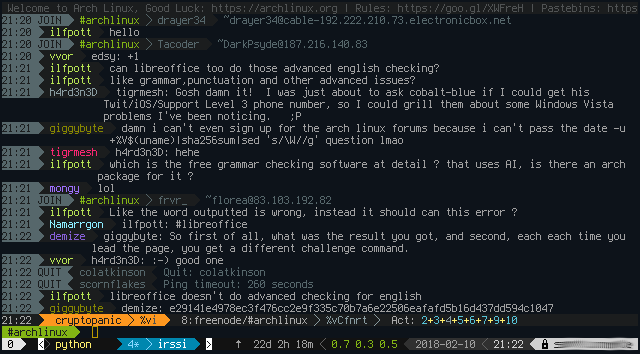 Welcome to Arch Linux, Good Luck: https://archlinux.org | Rules: https://goo.gl/XWFreH | Pastebins: https
21:20 JOIN #archlinux drayer34 ~drayer34@cable-192.222.210.73.electronicbox.net
21:20 ilfpott hello
21:20 JOIN #archlinux Tacoder ~DarkPsyde@187.216.140.83
21:20 vvor edsy: +1
21:21 ilfpott can libreoffice too do those advanced english checking?
21:21 ilfpott like grammar,punctuation and other advanced issues?
21:21 h4rd3n3D tigrmesh: Gosh damn it! I was just about to ask cobalt-blue if I could get his
Twit/iOS/Support Level 3 phone number, so I could grill them about some Windows Vista
problems I've been noticing. ;P
21:21 giggybyte damn i can't even sign up for the arch linux forums because i can't pass the date -u
+%V$(uname)|sha256sum|sed 's/\W//g' question lmao
21:21 tigrmesh h4rd3n3D: hehe
21:21 ilfpott which is the free grammar checking software at detail ? that uses AI, is there an arch
package for it ?
21:21 mongy lol
21:21 JOIN #archlinux frvr_ ~florea@83.103.192.82
21:21 ilfpott Like the word outputted is wrong, instead it should can this error ?
21:21 Namarrgon ilfpott: #libreoffice
21:22 demize giggybyte: So first of all, what was the result you got, and second, each each time you
lead the page, you get a different challenge command.
21:22 vvor h4rd3n3D: :-) good one
21:22 QUIT colatkinson Quit: colatkinson
21:22 QUIT scornflakes Ping timeout: 260 seconds
21:22 ilfpott libreoffice doesn't do advanced checking for english
21:22 giggybyte demize: e29141e4978ec3f476cc2e9f335c70b7a6e22506eafafd5b16d437dd594c1047
21:22 cryptopanic %vi 8:freenode/#archlinux %VCfnrt Act: 2+3+4+5+6+7+9+10
#archlinux
0 python 4* irssi ↑ 22d 2h 18m 0.7 0.3 0.5 2018-02-10 21:22